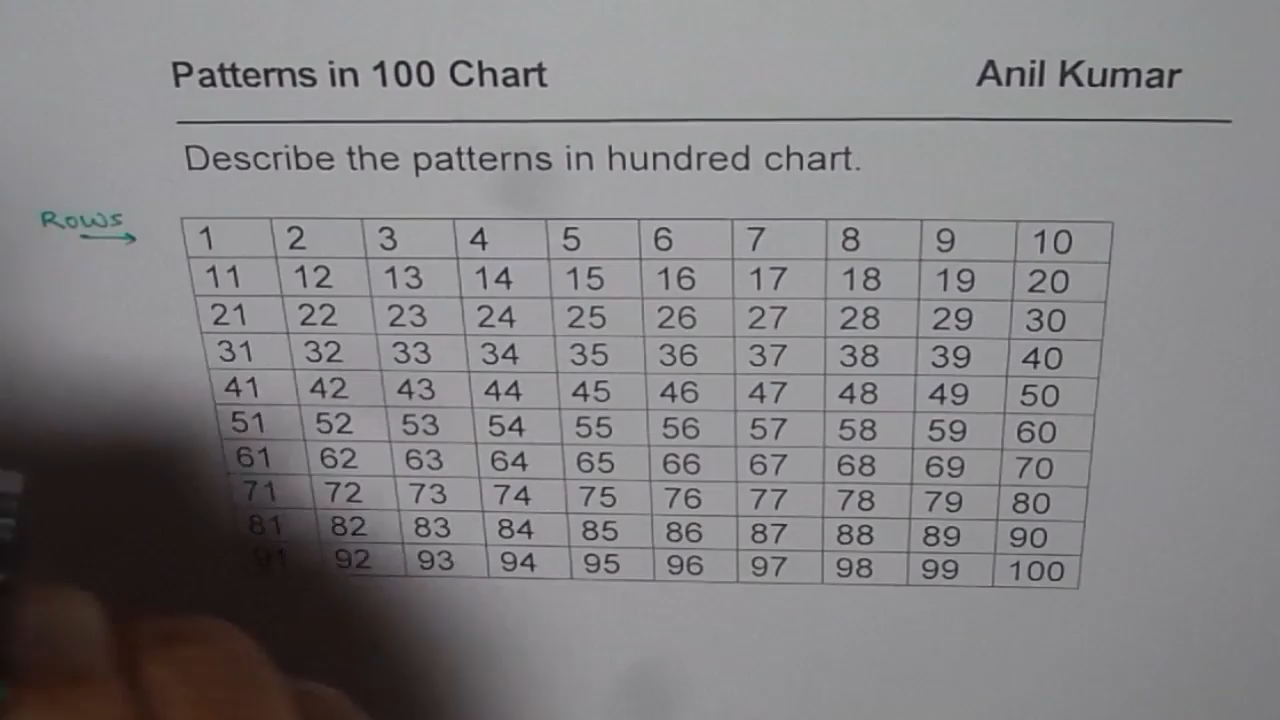 Patterns in 100 Chart Anil Kumar
Describe the patterns in hundred chart.
Rows
1 2 3 4 5 6 7 8 9 10
11 12 13 14 15 16 17 18 19 20
21 22 23 24 25 26 27 28 29 30
31 32 33 34 35 36 37 38 39 40
41 42 43 44 45 46 47 48 49 50
51 52 53 54 55 56 57 58 59 60
61 62 63 64 65 66 67 68 69 70
71 72 73 74 75 76 77 78 79 80
81 82 83 84 85 86 87 88 89 90
91 92 93 94 95 96 97 98 99 100